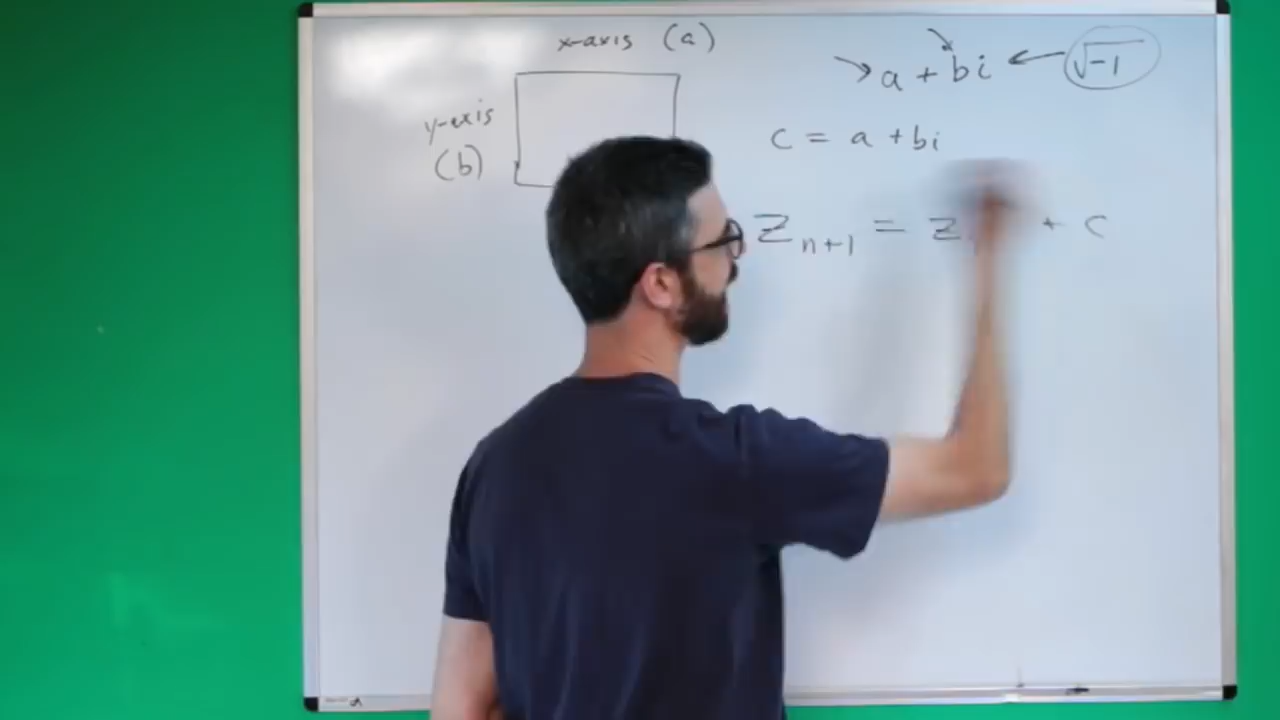 x-axis (a)
y-axis
(b)
a + bi ← √-1
c = a + bi
Z n+1 = Z + c